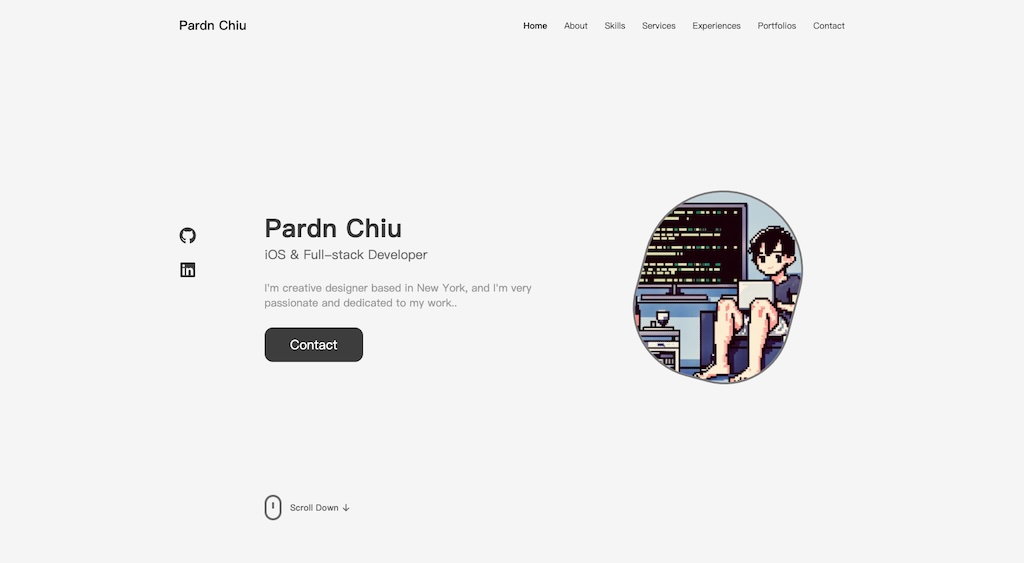 Pardn Chiu
Home About Skills Services Experiences Portfolios Contact
Pardn Chiu
iOS & Full-stack Developer
I'm creative designer based in New York, and I'm very
passionate and dedicated to my work..
Contact
Scroll Down ↓